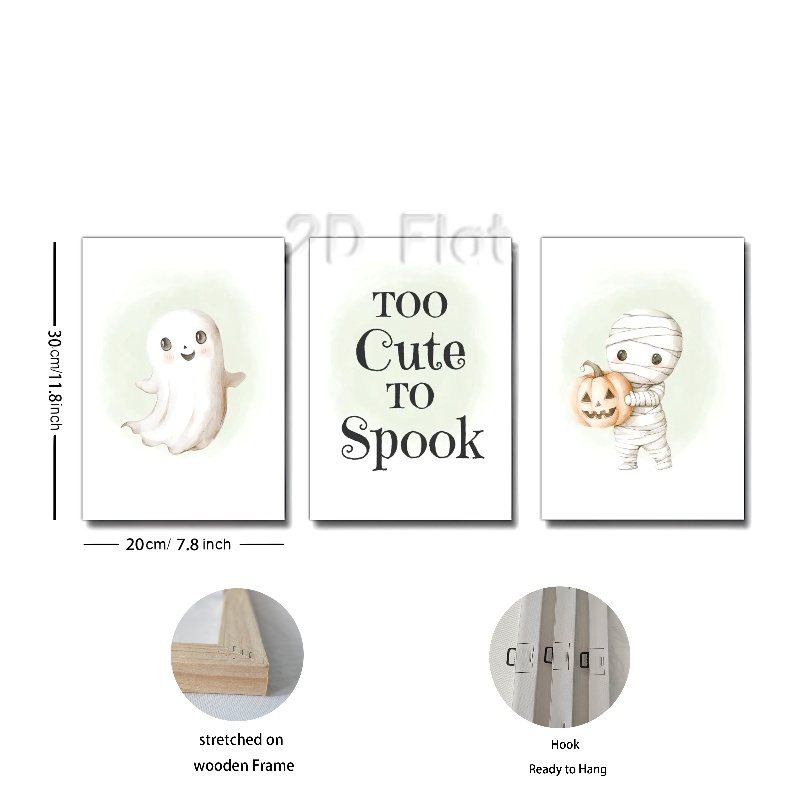 2D Flat
TOO
Cute
TO
Spook
30cm/11.8inch
20cm/ 7.8 inch
stretched on
wooden Frame
Hook
Ready to Hang